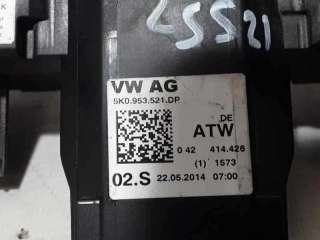 LSS21
VW AG
5K0.953.521.DP
DE
ATW
0 42 414.426
(1) 1573
02.S 22.05.2014 07:00